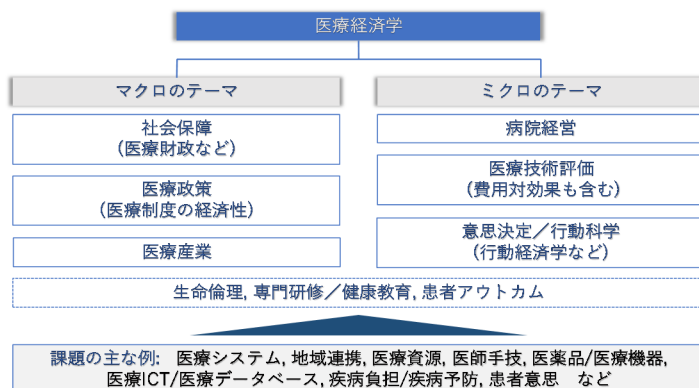 医療経済学
マクロのテーマ
社会保障
(医療財政など)
医療政策
(医療制度の経済性)
医療産業
ミクロのテーマ
病院経営
医療技術評価
(費用対効果も含む)
意思決定／行動科学
(行動経済学など)
生命倫理, 専門研修／健康教育, 患者アウトカム
課題の主な例: 医療システム, 地域連携, 医療資源, 医師手技, 医薬品/医療機器,
医療ICT/医療データベース, 疾病負担/疾病予防, 患者意思 など